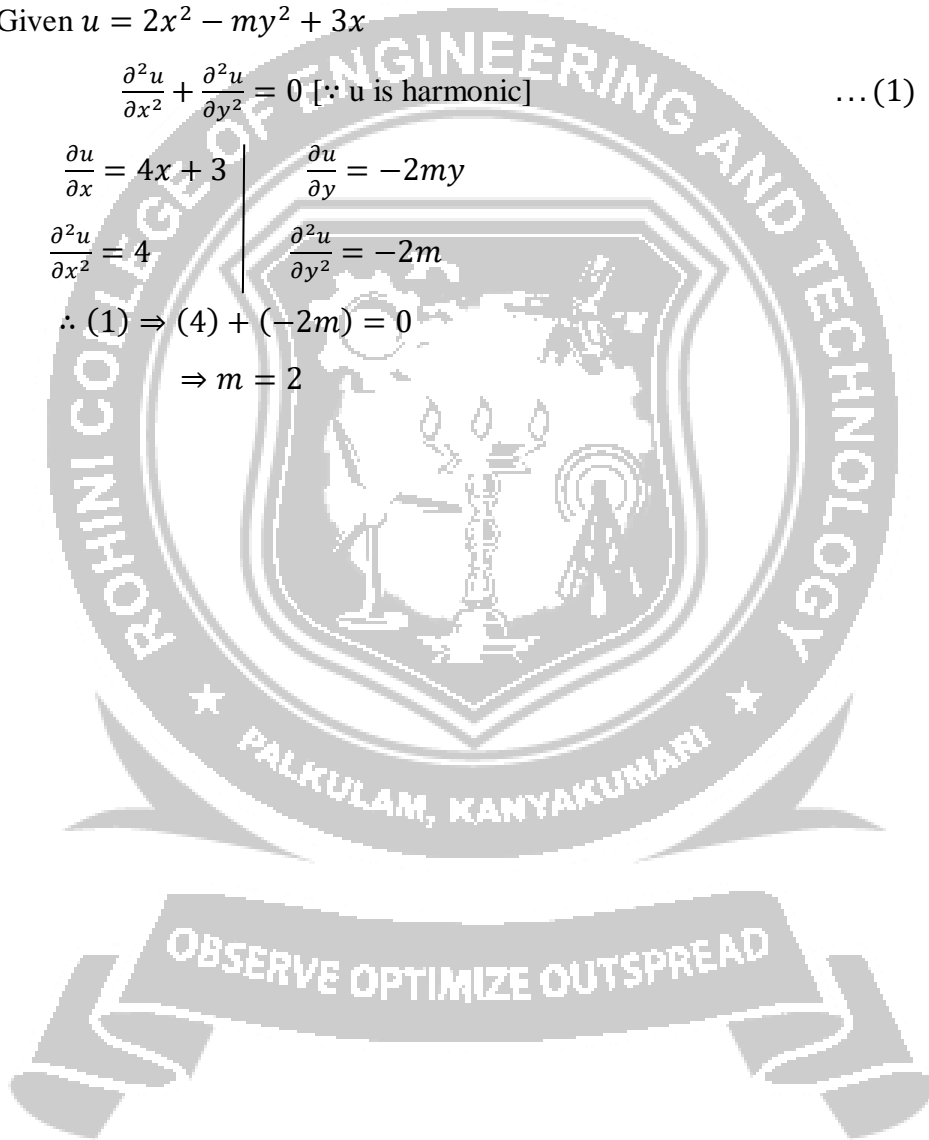 Given u = 2x² − my² + 3x
∂²u/∂x² + ∂²u/∂y² = 0 [∵ u is harmonic] … (1)
∂u/∂x = 4x + 3 | ∂u/∂y = −2my
∂²u/∂x² = 4 | ∂²u/∂y² = −2m
∴ (1) ⇒ (4) + (−2m) = 0
⇒ m = 2
ROHINI COLLEGE OF ENGINEERING AND TECHNOLOGY
PALKULAM, KANYAKUMARI
OBSERVE OPTIMIZE OUTSPREAD